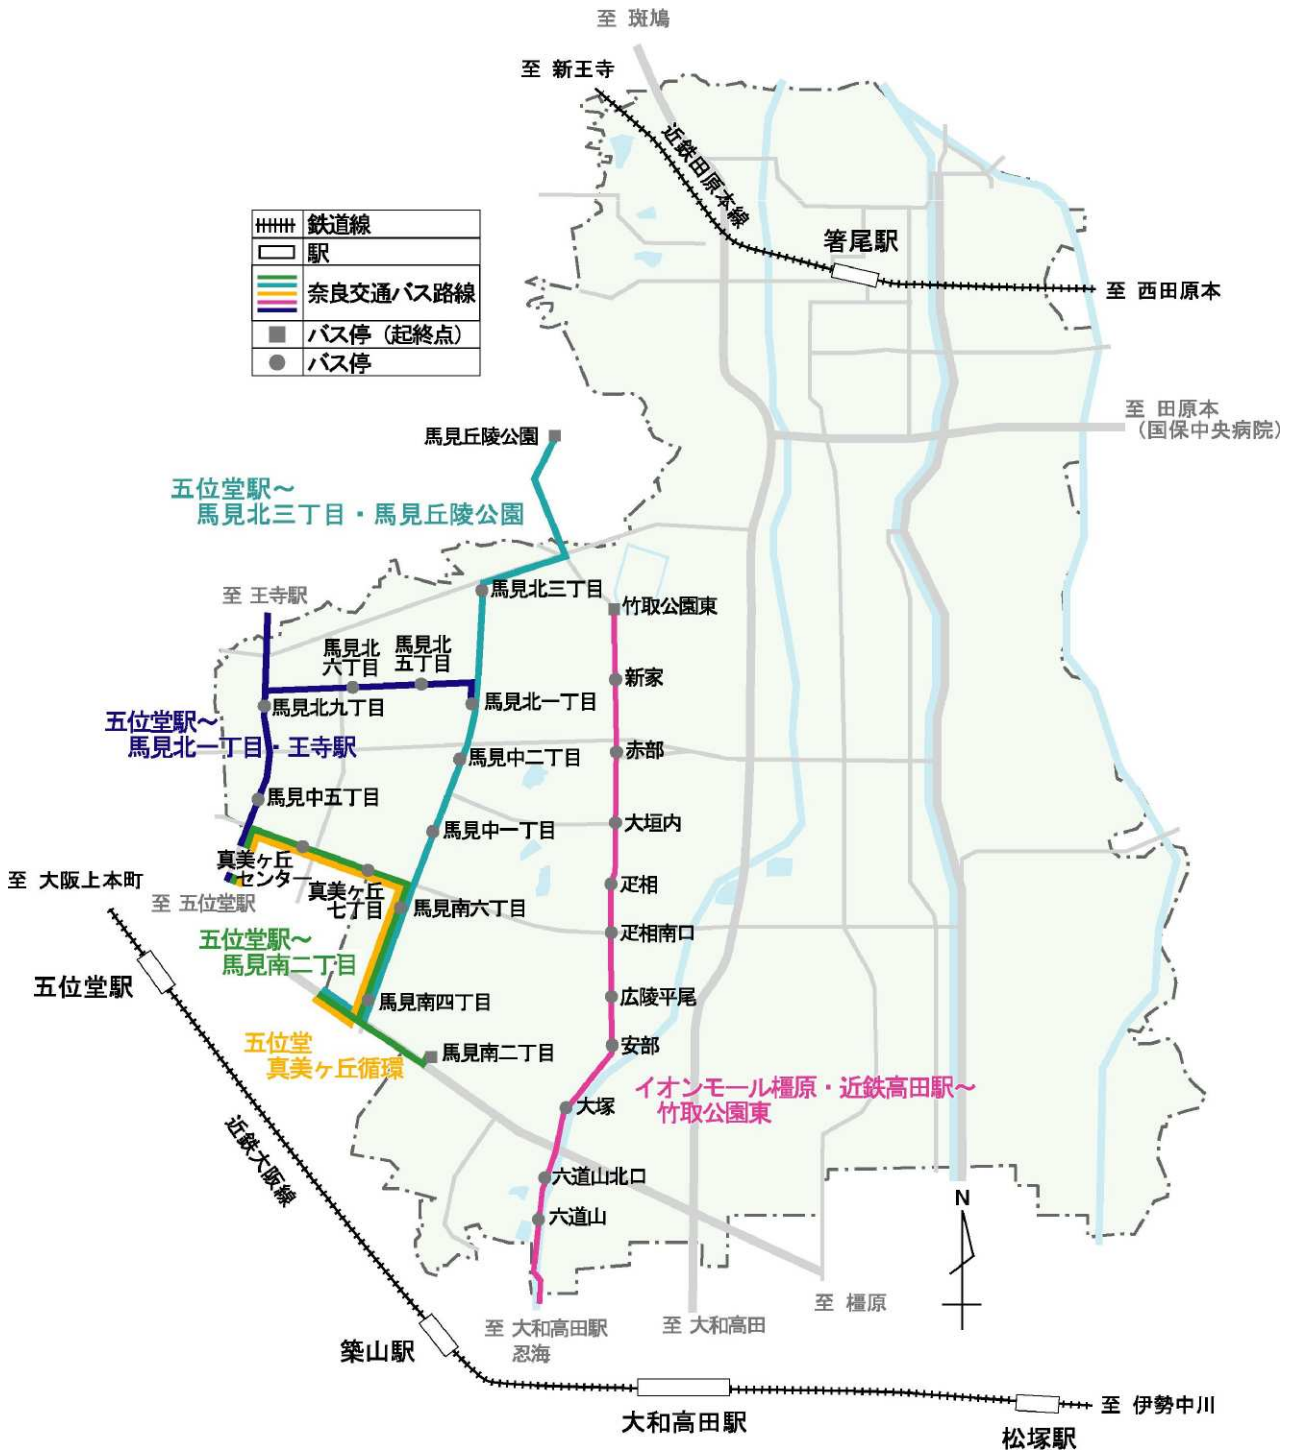 至 斑鳩
至 新王寺
近鉄田原本線
鉄道線
駅
奈良交通バス路線
バス停（起終点）
バス停
箸尾駅
至 西田原本
至 田原本
（国保中央病院）
馬見丘陵公園
五位堂駅～
馬見北三丁目・馬見丘陵公園
至 王寺駅
馬見北三丁目
竹取公園東
馬見北
六丁目
馬見北
五丁目
新家
馬見北九丁目
馬見北一丁目
五位堂駅～
馬見北一丁目・王寺駅
赤部
馬見中二丁目
馬見中五丁目
馬見中一丁目
大垣内
真美ヶ丘
センター
至 大阪上本町
真美ヶ丘
七丁目
疋相
至 五位堂駅
馬見南六丁目
五位堂駅～
馬見南二丁目
疋相南口
五位堂駅
馬見南四丁目
広陵平尾
五位堂
真美ヶ丘循環
馬見南二丁目
安部
イオンモール橿原・近鉄高田駅～
竹取公園東
大塚
近鉄大阪線
六道山北口
六道山
N
至 橿原
至 大和高田駅
忍海
至 大和高田
築山駅
大和高田駅
至 伊勢中川
松塚駅